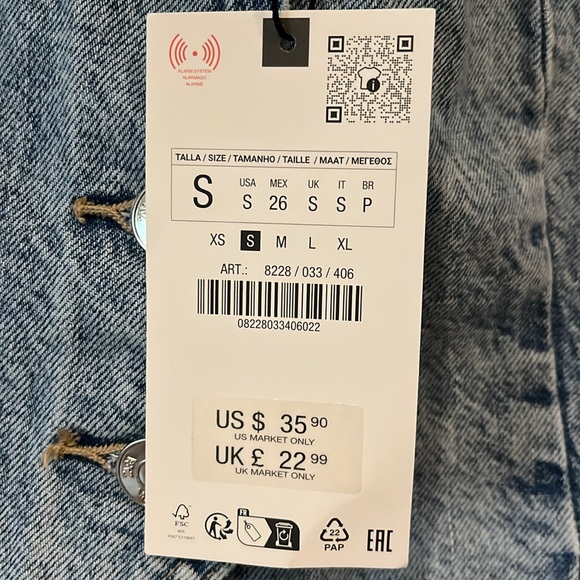 ALARM SYSTEM
ALARMADO
ALARME
TALLA / SIZE / TAMANHO / TAILLE / MAAT / ΜΕΓΕΘΟΣ
S
USA MEX UK IT BR
S 26 S S P
XS S M L XL
ART.: 8228 / 033 / 406
08228033406022
US $ 35 90
US MARKET ONLY
UK £ 22 99
UK MARKET ONLY
FSC
FR
22
PAP
EAC